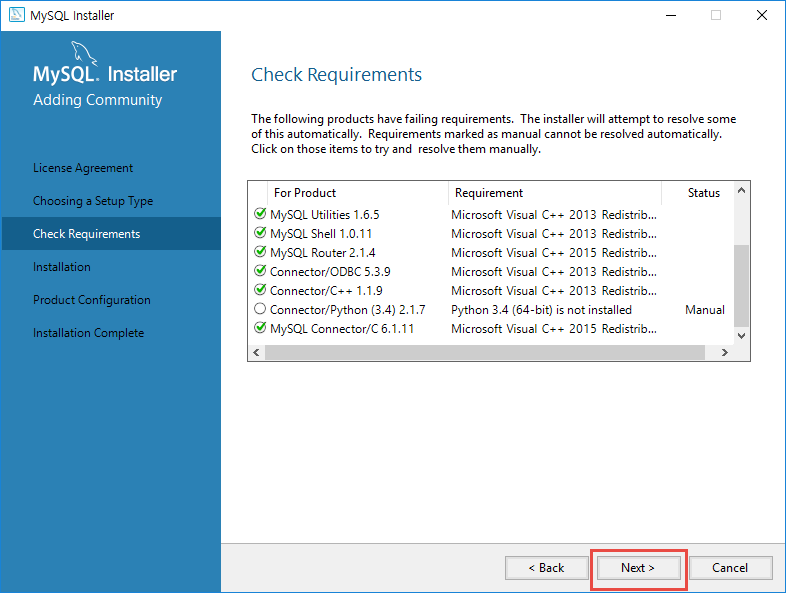 MySQL Installer
MySQL. Installer
Adding Community
License Agreement
Choosing a Setup Type
Check Requirements
Installation
Product Configuration
Installation Complete
Check Requirements
The following products have failing requirements. The installer will attempt to resolve some
of this automatically. Requirements marked as manual cannot be resolved automatically.
Click on those items to try and resolve them manually.
For Product Requirement Status
MySQL Utilities 1.6.5 Microsoft Visual C++ 2013 Redistrib...
MySQL Shell 1.0.11 Microsoft Visual C++ 2013 Redistrib...
MySQL Router 2.1.4 Microsoft Visual C++ 2015 Redistrib...
Connector/ODBC 5.3.9 Microsoft Visual C++ 2013 Redistrib...
Connector/C++ 1.1.9 Microsoft Visual C++ 2013 Redistrib...
Connector/Python (3.4) 2.1.7 Python 3.4 (64-bit) is not installed Manual
MySQL Connector/C 6.1.11 Microsoft Visual C++ 2015 Redistrib...
< Back Next > Cancel